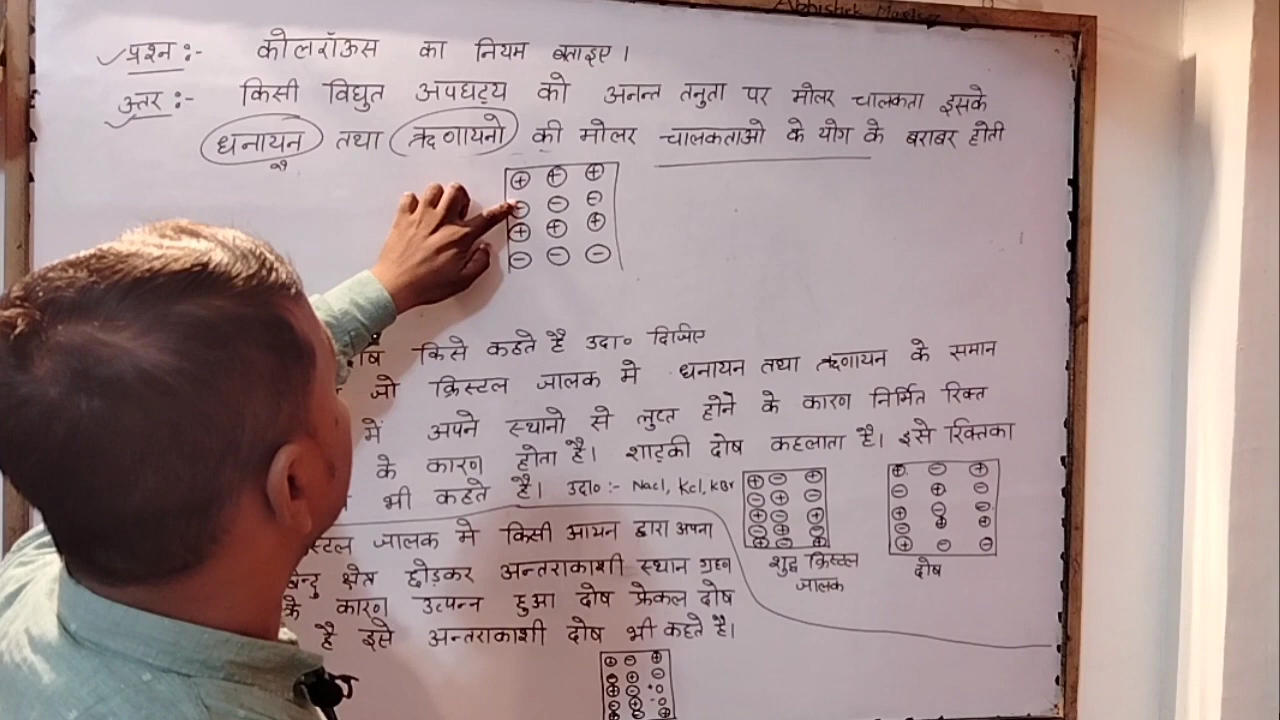 Abhishek
प्रश्न :- कोलरॉऊस का नियम बताइए।
उत्तर :- किसी विद्युत अपघट्य की अनन्त तनुता पर मोलर चालकता इसके
धनायन तथा ऋणायनो की मोलर चालकताओ के योग के बराबर होती
है
किसे कहते है उदा० दिजिए
जो क्रिस्टल जालक मे धनायन तथा ऋणायन के समान
में अपने स्थानो से लुप्त होने के कारण निर्मित रिक्त
के कारण होता है। शाट्की दोष कहलाता है। इसे रिक्तिका
भी कहते है। उदा० :- Nacl, Kcl, KBr
जालक मे किसी आयन द्वारा अपना
छोड़कर अन्तराकाशी स्थान ग्रहण
के कारण उत्पन्न हुआ दोष फ्रेंकल दोष
है इसे अन्तराकाशी दोष भी कहते है।
शुद्ध क्रिस्टल
जालक
दोष